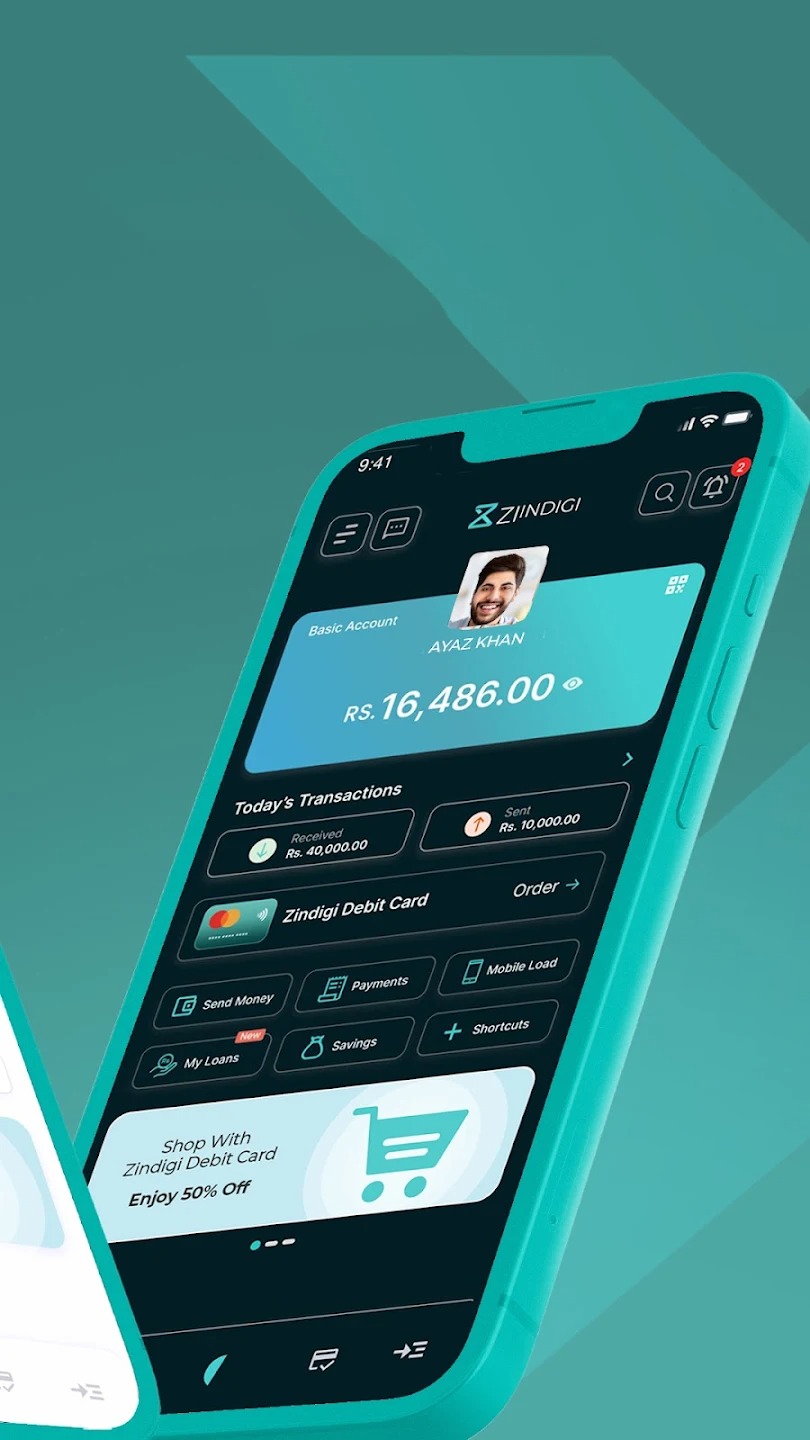 9:41
2
ZINDIGI
Basic Account
AYAZ KHAN
RS. 16,486.00
Today's Transactions
Received
Rs. 40,000.00
Sent
Rs. 10,000.00
Zindigi Debit Card
Order
Send Money
Payments
Mobile Load
New
My Loans
Savings
Shortcuts
Shop With
Zindigi Debit Card
Enjoy 50% Off